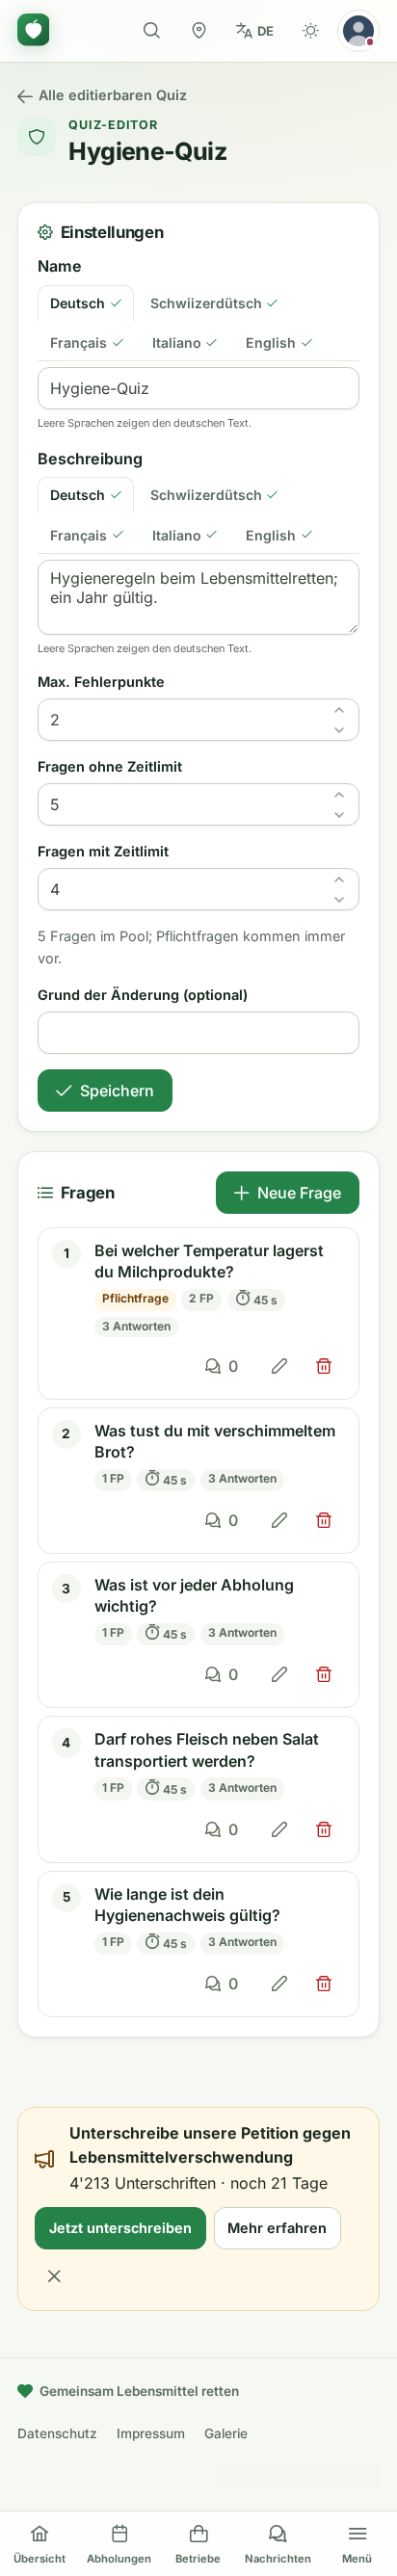 DE
Alle editierbaren Quiz
QUIZ-EDITOR
Hygiene-Quiz
Einstellungen
Name
Deutsch Schwiizerdütsch
Français Italiano English
Hygiene-Quiz
Leere Sprachen zeigen den deutschen Text.
Beschreibung
Deutsch Schwiizerdütsch
Français Italiano English
Hygieneregeln beim Lebensmittelretten;
ein Jahr gültig.
Leere Sprachen zeigen den deutschen Text.
Max. Fehlerpunkte
2
Fragen ohne Zeitlimit
5
Fragen mit Zeitlimit
4
5 Fragen im Pool; Pflichtfragen kommen immer
vor.
Grund der Änderung (optional)
Speichern
Fragen
Neue Frage
1
Bei welcher Temperatur lagerst
du Milchprodukte?
Pflichtfrage 2 FP 45 s
3 Antworten
0
2
Was tust du mit verschimmeltem
Brot?
1 FP 45 s 3 Antworten
0
3
Was ist vor jeder Abholung
wichtig?
1 FP 45 s 3 Antworten
0
4
Darf rohes Fleisch neben Salat
transportiert werden?
1 FP 45 s 3 Antworten
0
5
Wie lange ist dein
Hygienenachweis gültig?
1 FP 45 s 3 Antworten
0
Unterschreibe unsere Petition gegen
Lebensmittelverschwendung
4'213 Unterschriften · noch 21 Tage
Jetzt unterschreiben Mehr erfahren
Gemeinsam Lebensmittel retten
Datenschutz Impressum Galerie
Übersicht Abholungen Betriebe Nachrichten Menü